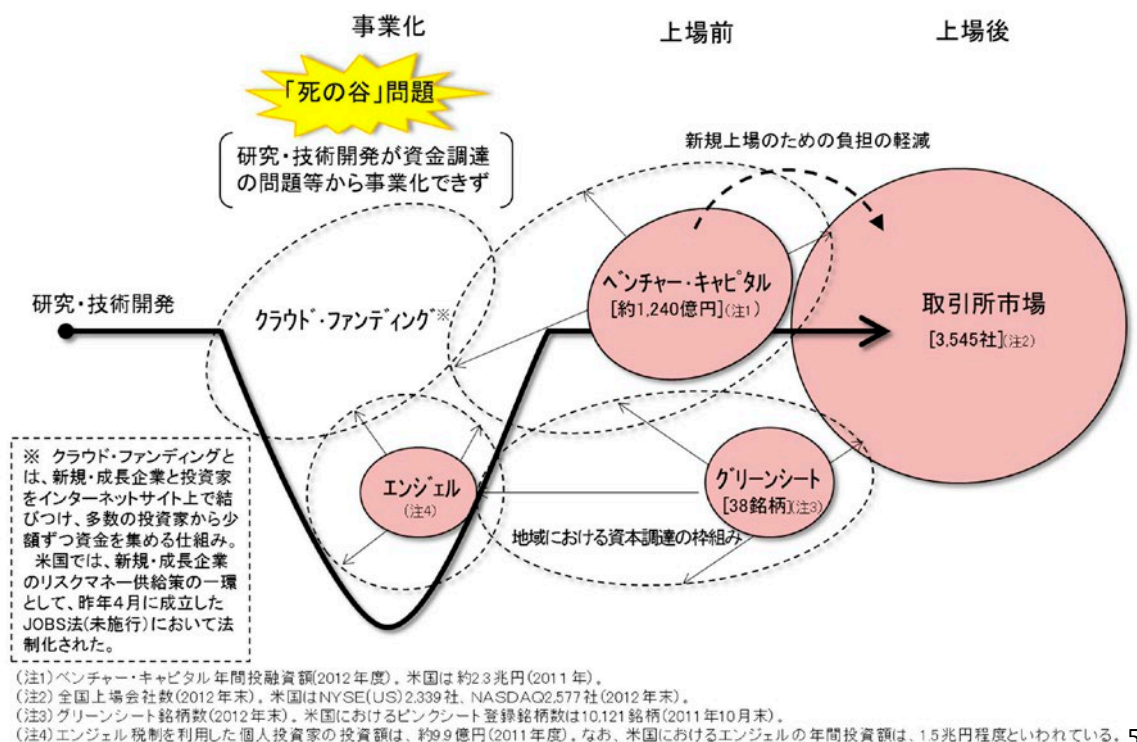 事業化
上場前
上場後
「死の谷」問題
研究・技術開発が資金調達
の問題等から事業化できず
新規上場のための負担の軽減
研究・技術開発
クラウド・ファンディング※
ベンチャー・キャピタル
[約1,240億円](注1)
取引所市場
[3,545社](注2)
エンジェル
(注4)
グリーンシート
[38銘柄](注3)
地域における資本調達の枠組み
※ クラウド・ファンディングと
は、新規・成長企業と投資家
をインターネットサイト上で結
びつけ、多数の投資家から少
額ずつ資金を集める仕組み。
米国では、新規・成長企業
のリスクマネー供給策の一環
として、昨年4月に成立した
JOBS法(未施行)において法
制化された。
(注1)ベンチャー・キャピタル年間投融資額(2012年度)。米国は約2.3兆円(2011年)。
(注2)全国上場会社数(2012年末)。米国はNYSE(US)2,339社、NASDAQ2,577社(2012年末)。
(注3)グリーンシート銘柄数(2012年末)。米国におけるピンクシート登録銘柄数は10,121銘柄(2011年10月末)。
(注4)エンジェル税制を利用した個人投資家の投資額は、約9.9億円(2011年度)。なお、米国におけるエンジェルの年間投資額は、1.5兆円程度といわれている。
5